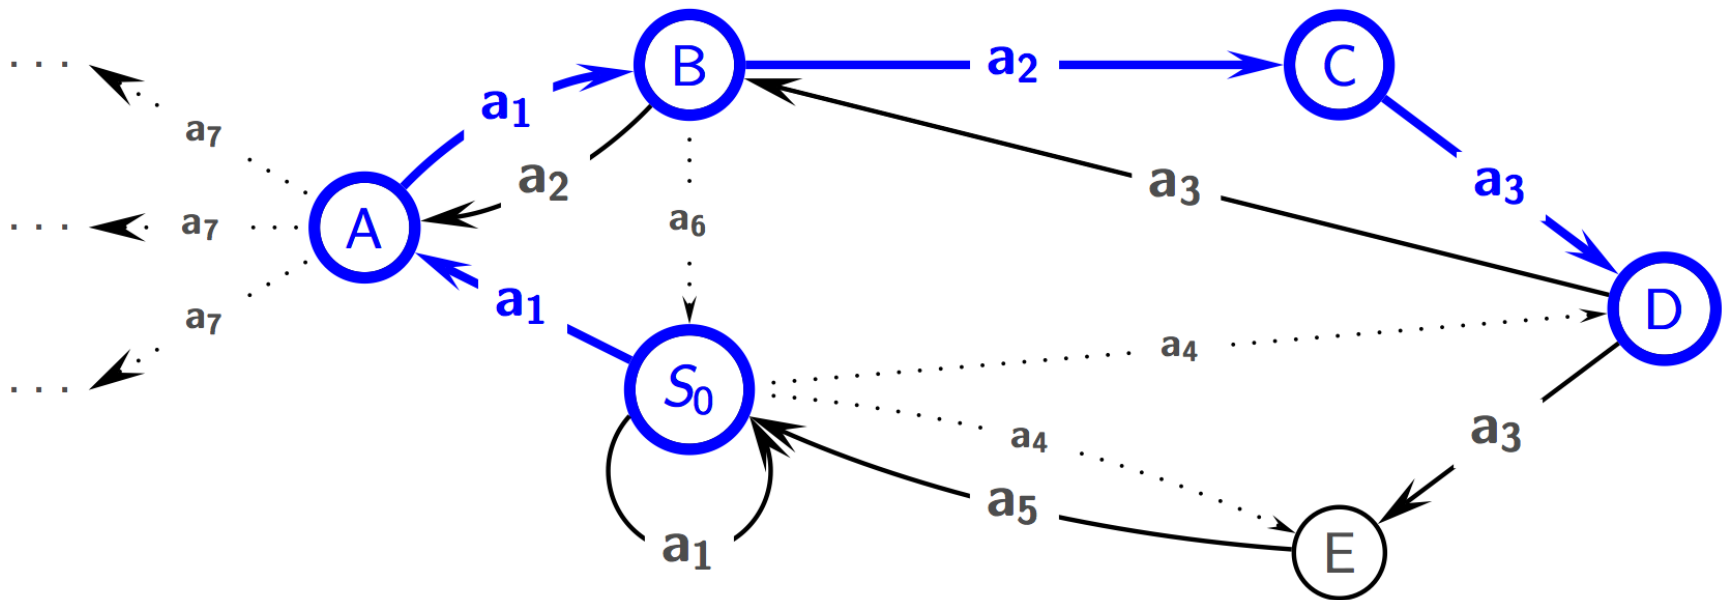 . . .
B
a₂
C
a₁
a₇
a₂
a₃
a₃
. . .
a₇
A
a₆
a₁
D
a₇
a₄
. . .
S₀
a₄
a₃
a₅
a₁
E